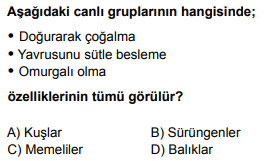 Aşağıdaki canlı gruplarının hangisinde;
• Doğurarak çoğalma
• Yavrusunu sütle besleme
• Omurgalı olma
özelliklerinin tümü görülür?
A) Kuşlar B) Sürüngenler
C) Memeliler D) Balıklar